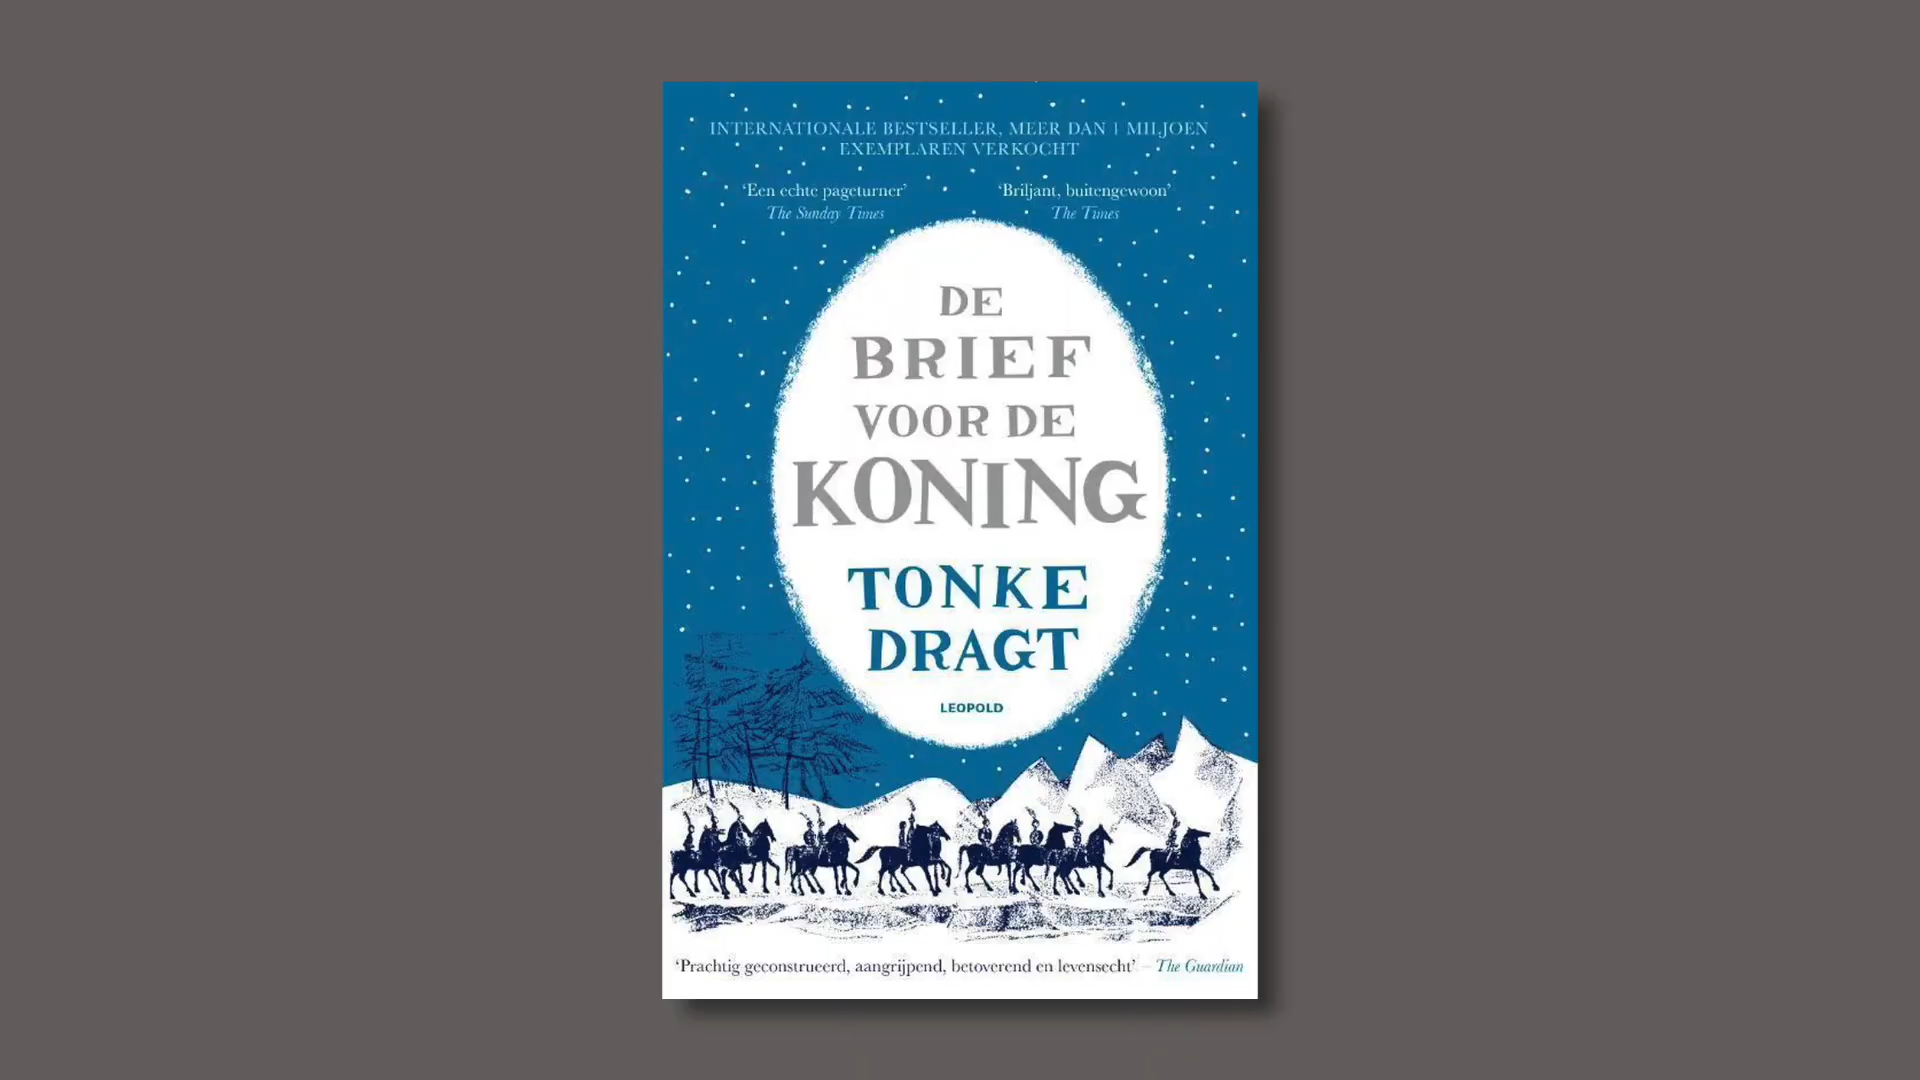 INTERNATIONALE BESTSELLER, MEER DAN 1 MILJOEN
EXEMPLAREN VERKOCHT
‘Een echte pageturner’
The Sunday Times
‘Briljant, buitengewoon’
The Times
DE
BRIEF
VOOR DE
KONING
TONKE
DRAGT
LEOPOLD
‘Prachtig geconstrueerd, aangrijpend, betoverend en levensecht’ – The Guardian